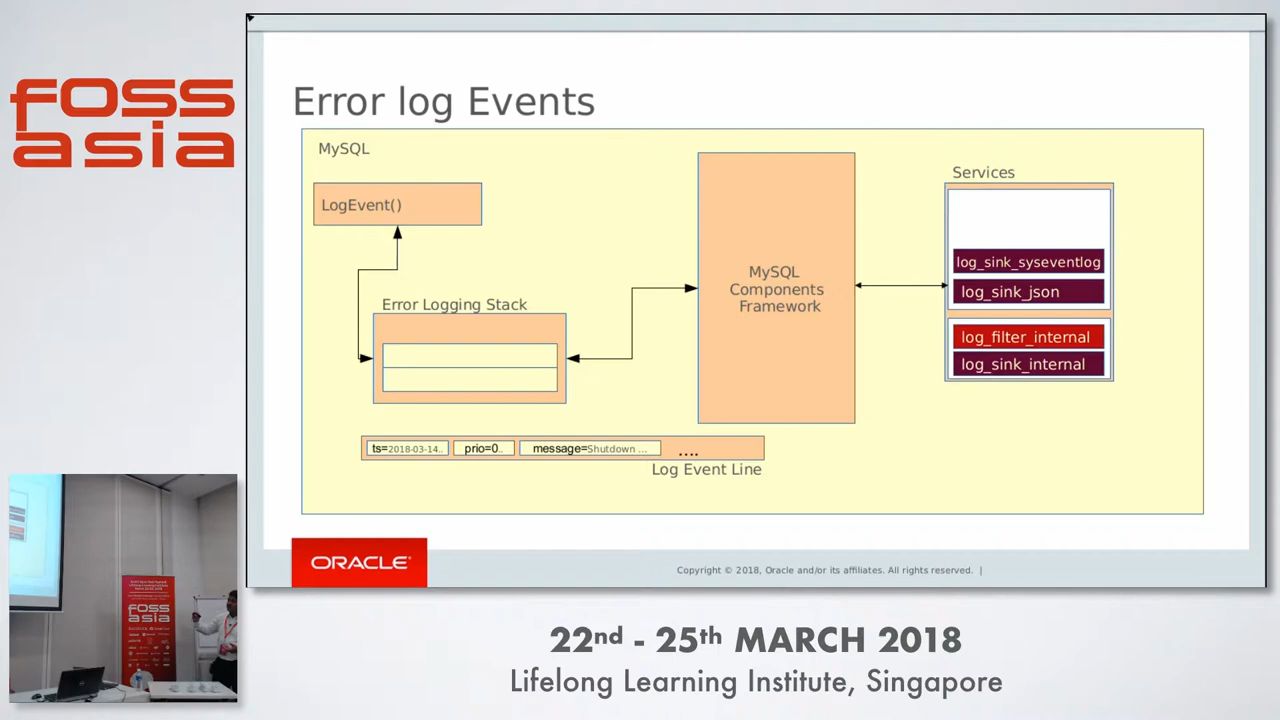 foss
asia
Error log Events
MySQL
LogEvent()
Error Logging Stack
MySQL
Components
Framework
Services
log_sink_syseventlog
log_sink_json
log_filter_internal
log_sink_internal
ts=2018-03-14..
prio=0..
message=Shutdown ...
....
Log Event Line
ORACLE
Copyright © 2018, Oracle and/or its affiliates. All rights reserved. |
foss
asia
22nd - 25th MARCH 2018
Lifelong Learning Institute, Singapore